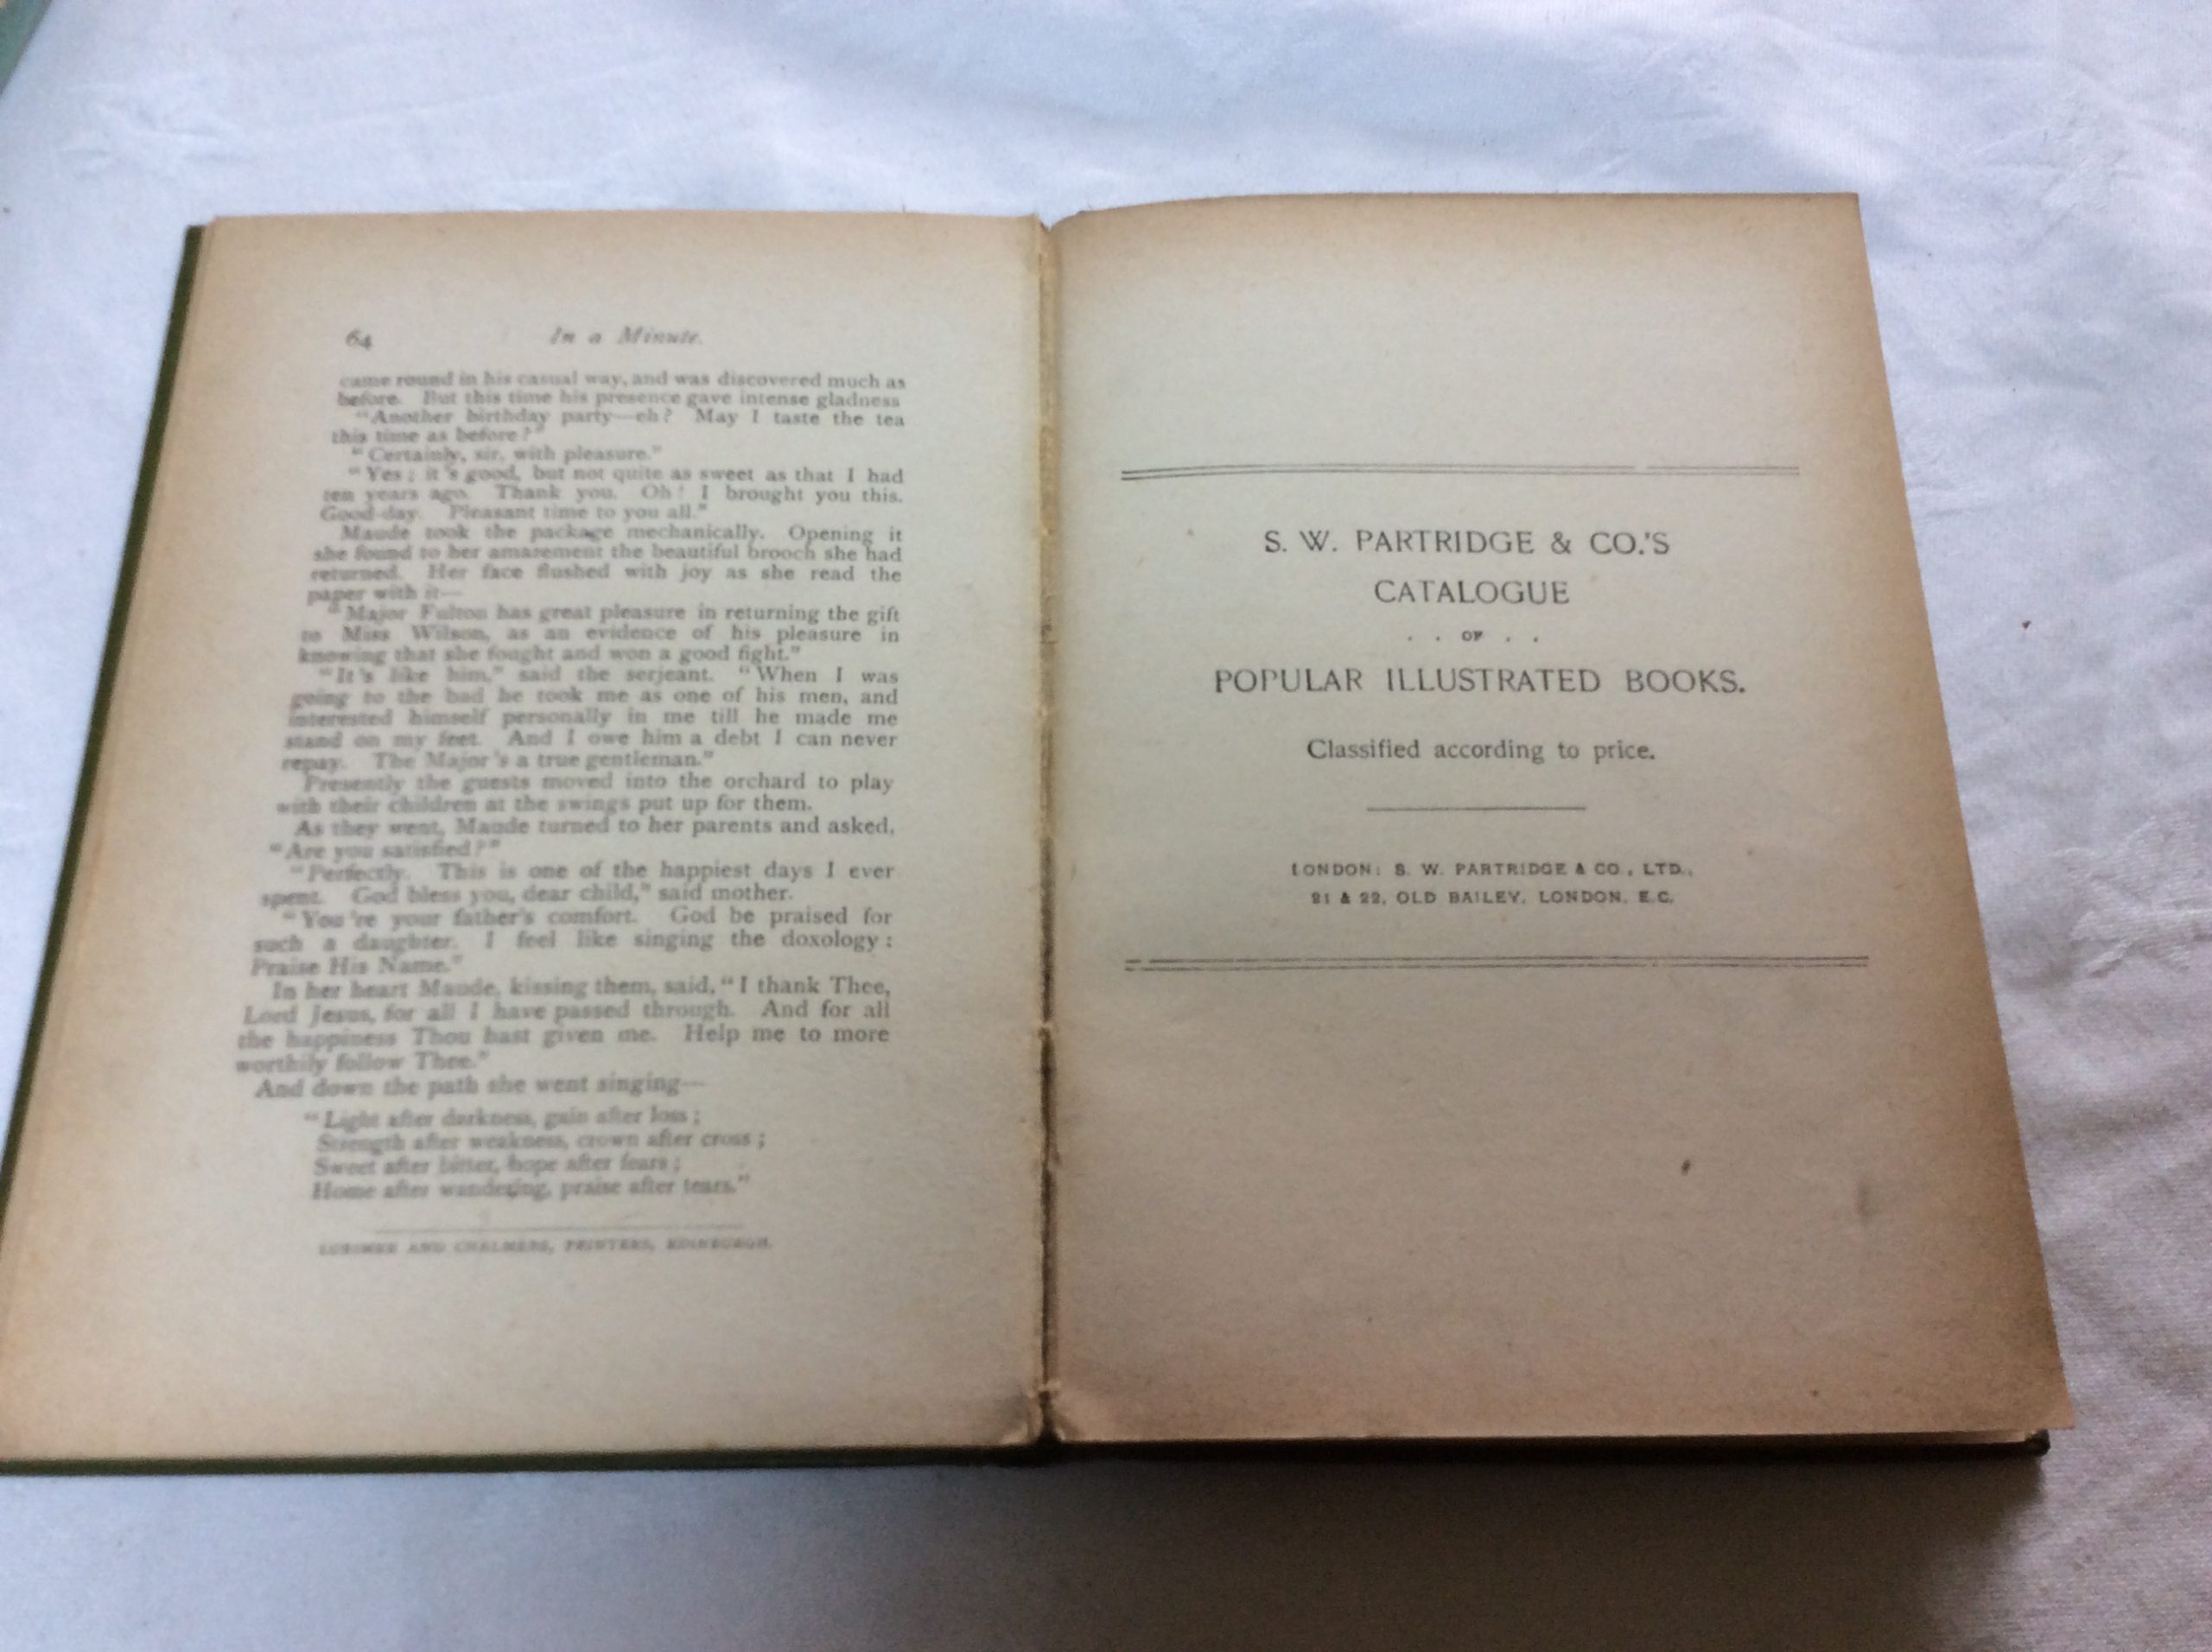 64 In a Minute.
came round in his casual way, and was discovered much as
before. But this time his presence gave intense gladness
"Another birthday party—eh? May I taste the tea
this time as before?"
"Certainly, sir, with pleasure."
"Yes; it's good, but not quite as sweet as that I had
ten years ago. Thank you. Oh! I brought you this.
Good-day. Pleasant time to you all."
Maude took the package mechanically. Opening it
she found to her amazement the beautiful brooch she had
returned. Her face flushed with joy as she read the
paper with it—
"Major Fulton has great pleasure in returning the gift
to Miss Wilson, as an evidence of his pleasure in
knowing that she fought and won a good fight."
"It's like him," said the serjeant. "When I was
going to the bad he took me as one of his men, and
interested himself personally in me till he made me
stand on my feet. And I owe him a debt I can never
repay. The Major's a true gentleman."
Presently the guests moved into the orchard to play
with their children at the swings put up for them.
As they went, Maude turned to her parents and asked,
"Are you satisfied?"
"Perfectly. This is one of the happiest days I ever
spent. God bless you, dear child," said mother.
"You're your father's comfort. God be praised for
such a daughter. I feel like singing the doxology:
Praise His Name."
In her heart Maude, kissing them, said, "I thank Thee,
Lord Jesus, for all I have passed through. And for all
the happiness Thou hast given me. Help me to more
worthily follow Thee."
And down the path she went singing—
"Light after darkness, gain after loss;
Strength after weakness, crown after cross;
Sweet after bitter, hope after fears;
Home after wandering, praise after tears."
LORIMER AND CHALMERS, PRINTERS, EDINBURGH.
S. W. PARTRIDGE & CO.'S
CATALOGUE
. . OF . .
POPULAR ILLUSTRATED BOOKS.
Classified according to price.
LONDON: S. W. PARTRIDGE & CO., LTD.,
21 & 22, OLD BAILEY, LONDON, E.C.